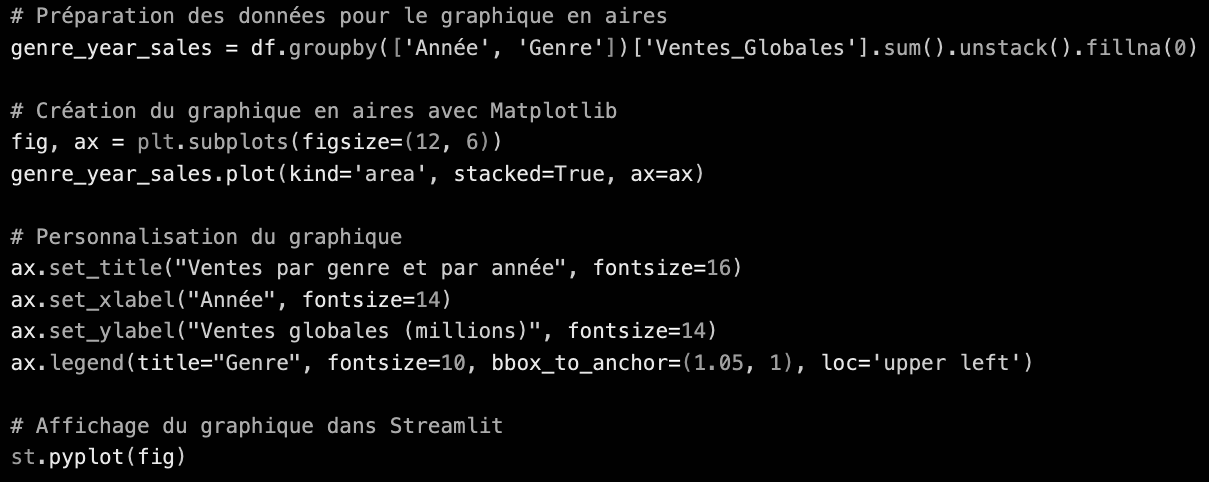 # Préparation des données pour le graphique en aires
genre_year_sales = df.groupby(['Année', 'Genre'])['Ventes_Globales'].sum().unstack().fillna(0)
# Création du graphique en aires avec Matplotlib
fig, ax = plt.subplots(figsize=(12, 6))
genre_year_sales.plot(kind='area', stacked=True, ax=ax)
# Personnalisation du graphique
ax.set_title("Ventes par genre et par année", fontsize=16)
ax.set_xlabel("Année", fontsize=14)
ax.set_ylabel("Ventes globales (millions)", fontsize=14)
ax.legend(title="Genre", fontsize=10, bbox_to_anchor=(1.05, 1), loc='upper left')
# Affichage du graphique dans Streamlit
st.pyplot(fig)